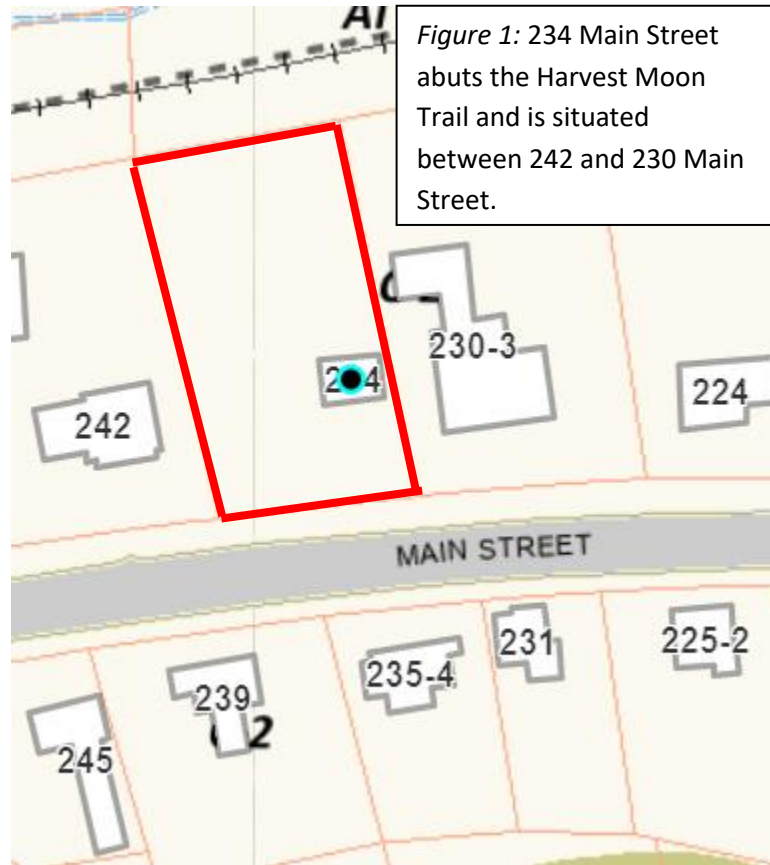 Figure 1: 234 Main Street
abuts the Harvest Moon
Trail and is situated
between 242 and 230 Main
Street.
230-3
242
224
MAIN STREET
231
225-2
235-4
239
245